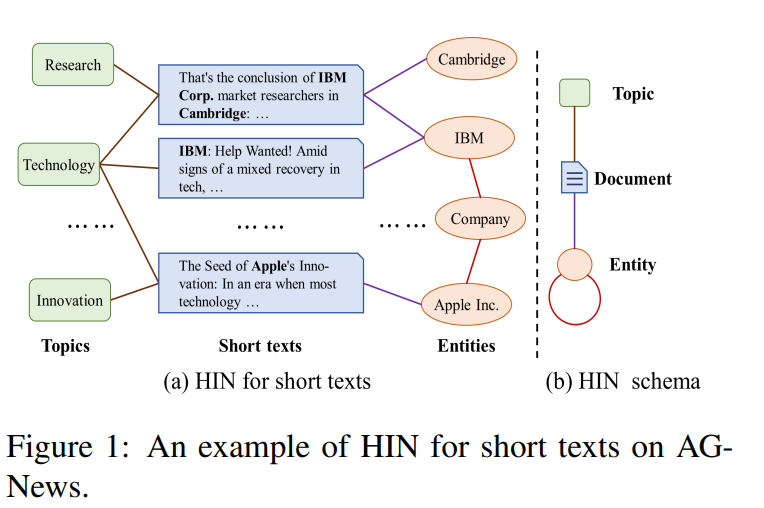 Research
Technology
……
Innovation
Topics
That's the conclusion of IBM
Corp. market researchers in
Cambridge: …
IBM: Help Wanted! Amid
signs of a mixed recovery in
tech, …
……
The Seed of Apple's Inno-
vation: In an era when most
technology …
Short texts
Cambridge
IBM
……
Company
Apple Inc.
Entities
(a) HIN for short texts
Topic
Document
Entity
(b) HIN schema
Figure 1: An example of HIN for short texts on AG-
News.